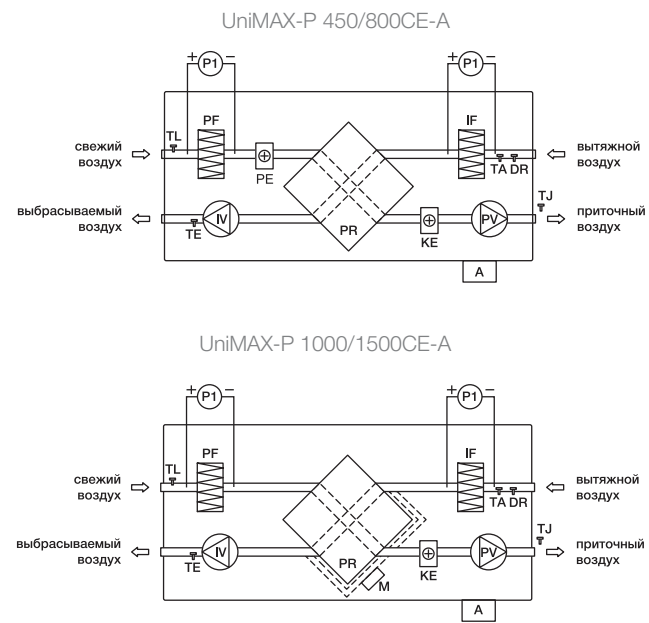 UniMAX-P 450/800CE-A
+ P1 −
+ P1 −
PF
IF
TL
свежий
воздух
PE
TA DR
вытяжной
воздух
TJ
выбрасываемый
воздух
TE
IV
PR
KE
PV
приточный
воздух
A
UniMAX-P 1000/1500CE-A
+ P1 −
+ P1 −
PF
IF
TL
свежий
воздух
TA DR
вытяжной
воздух
TJ
выбрасываемый
воздух
TE
IV
PR
M
KE
PV
приточный
воздух
A